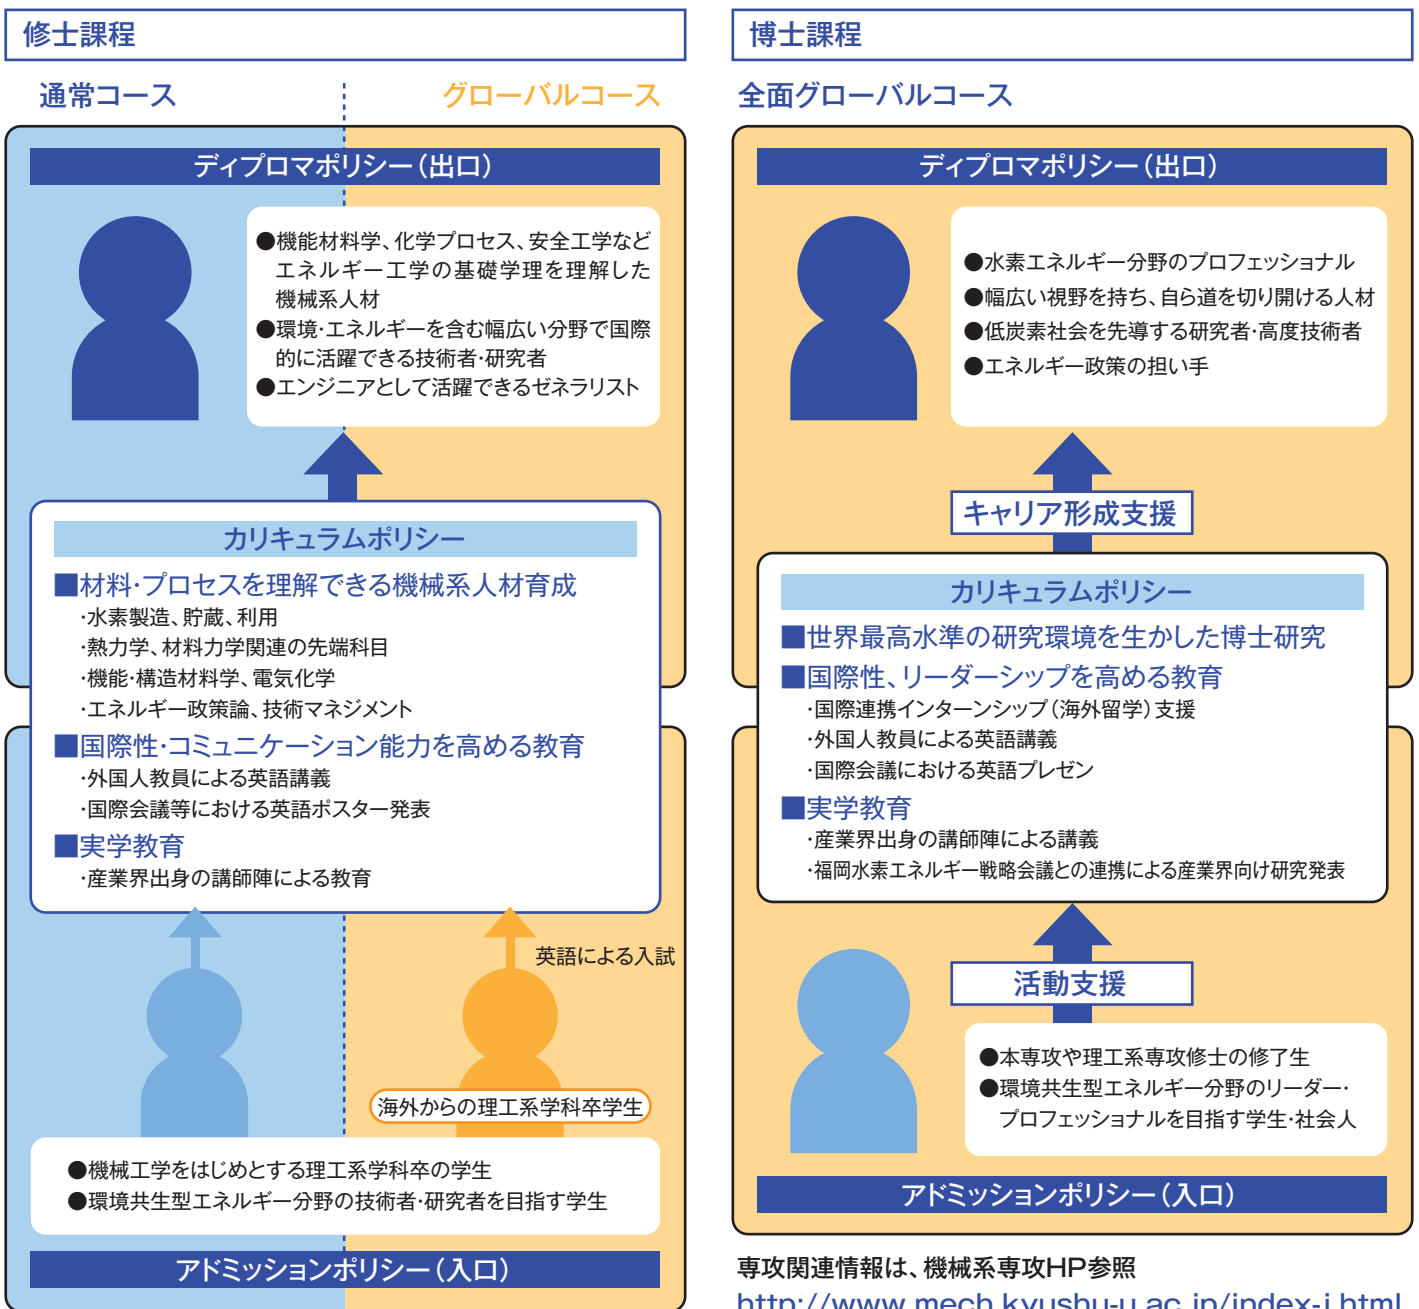 修士課程
通常コース
グローバルコース
ディプロマポリシー（出口）
●機能材料学、化学プロセス、安全工学など
エネルギー工学の基礎学理を理解した
機械系人材
●環境・エネルギーを含む幅広い分野で国際
的に活躍できる技術者・研究者
●エンジニアとして活躍できるゼネラリスト
カリキュラムポリシー
■材料・プロセスを理解できる機械系人材育成
・水素製造、貯蔵、利用
・熱力学、材料力学関連の先端科目
・機能・構造材料学、電気化学
・エネルギー政策論、技術マネジメント
■国際性・コミュニケーション能力を高める教育
・外国人教員による英語講義
・国際会議等における英語ポスター発表
■実学教育
・産業界出身の講師陣による教育
英語による入試
海外からの理工系学科卒学生
●機械工学をはじめとする理工系学科卒の学生
●環境共生型エネルギー分野の技術者・研究者を目指す学生
アドミッションポリシー（入口）
博士課程
全面グローバルコース
ディプロマポリシー（出口）
●水素エネルギー分野のプロフェッショナル
●幅広い視野を持ち、自ら道を切り開ける人材
●低炭素社会を先導する研究者・高度技術者
●エネルギー政策の担い手
キャリア形成支援
カリキュラムポリシー
■世界最高水準の研究環境を生かした博士研究
■国際性、リーダーシップを高める教育
・国際連携インターンシップ（海外留学）支援
・外国人教員による英語講義
・国際会議における英語プレゼン
■実学教育
・産業界出身の講師陣による講義
・福岡水素エネルギー戦略会議との連携による産業界向け研究発表
活動支援
●本専攻や理工系専攻修士の修了生
●環境共生型エネルギー分野のリーダー・
プロフェッショナルを目指す学生・社会人
アドミッションポリシー（入口）
専攻関連情報は、機械系専攻HP参照
http://www.mech.kyushu-u.ac.jp/index-j.html